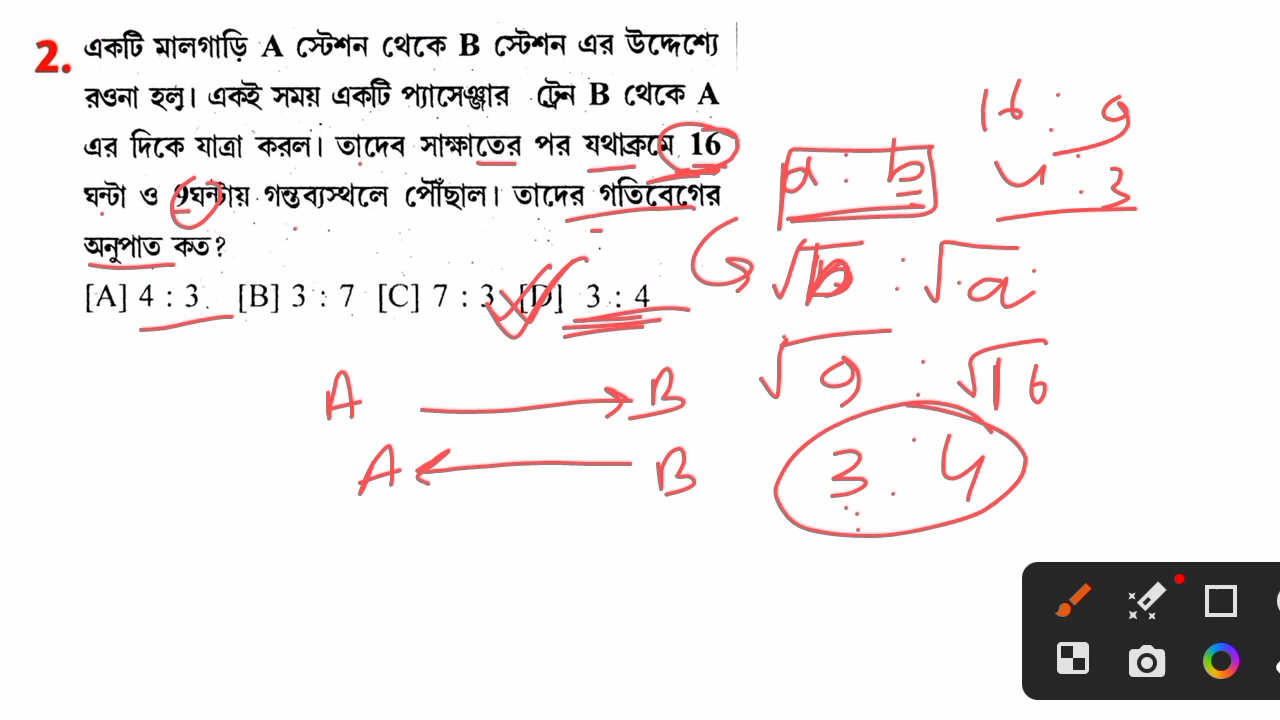 2. একটি মালগাড়ি A স্টেশন থেকে B স্টেশন এর উদ্দেশ্যে
রওনা হল। একই সময় একটি প্যাসেঞ্জার ট্রেন B থেকে A
এর দিকে যাত্রা করল। তাদেব সাক্ষাতের পর যথাক্রমে 16
ঘন্টা ও 9ঘন্টায় গন্তব্যস্থলে পৌঁছাল। তাদের গতিবেগের
অনুপাত কত?
[A] 4 : 3 [B] 3 : 7 [C] 7 : 3 [D] 3 : 4
A → B
A ← B
16 : 9
a : b
4 : 3
√b : √a
√9 : √16
3 : 4